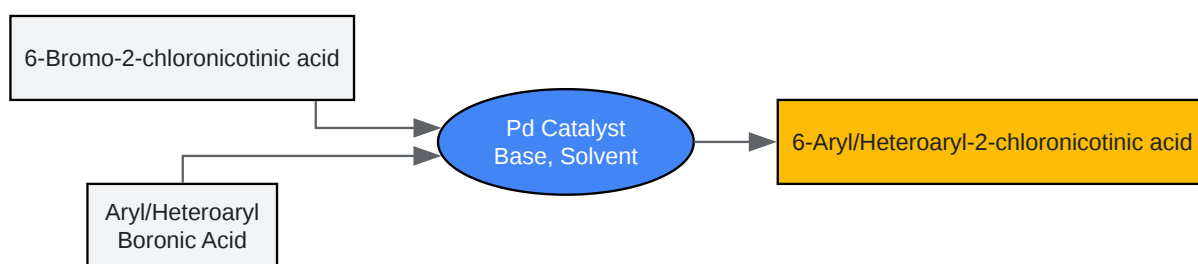 6-Bromo-2-chloronicotinic acid
Aryl/Heteroaryl
Boronic Acid
Pd Catalyst
Base, Solvent
6-Aryl/Heteroaryl-2-chloronicotinic acid